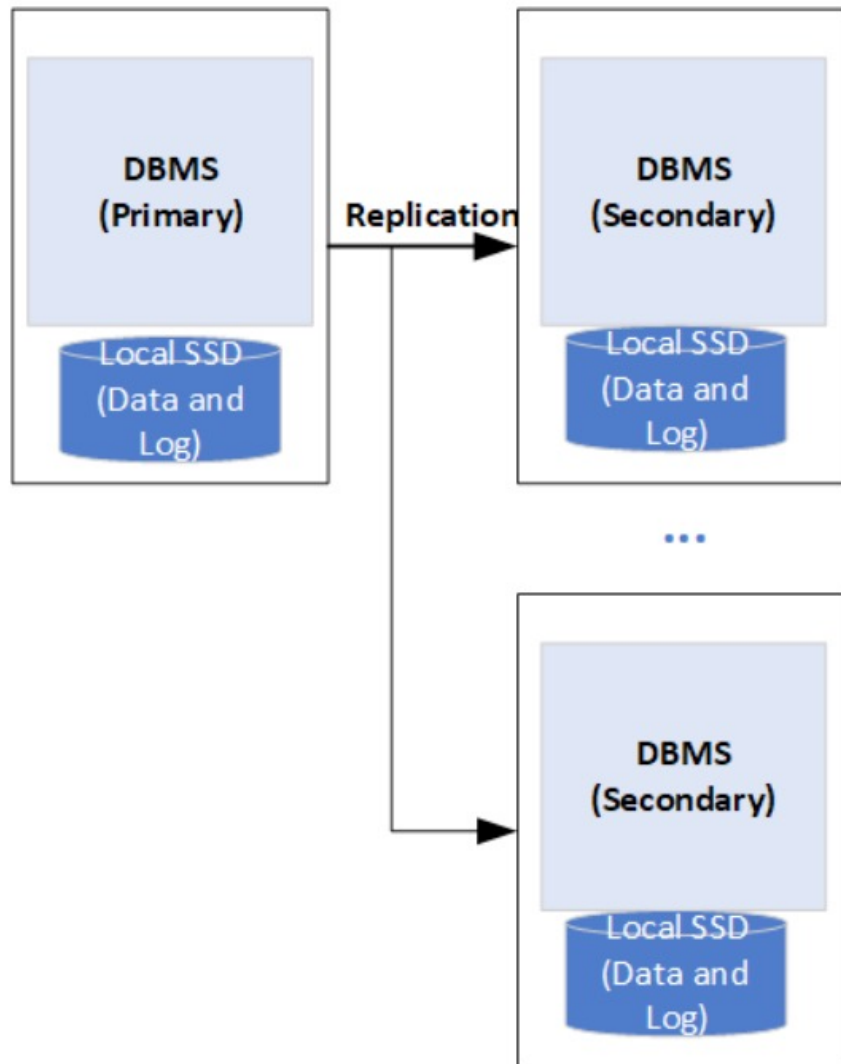 DBMS
(Primary)
Local SSD
(Data and
Log)
Replication
DBMS
(Secondary)
Local SSD
(Data and
Log)
...
DBMS
(Secondary)
Local SSD
(Data and
Log)